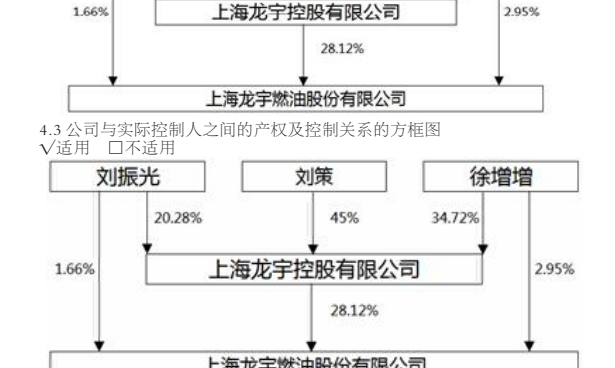 上海龙宇控股有限公司
1.66%
2.95%
28.12%
上海龙宇燃油股份有限公司
4.3 公司与实际控制人之间的产权及控制关系的方框图
√适用 □不适用
刘振光 刘策 徐增增
20.28% 45% 34.72%
1.66% 上海龙宇控股有限公司 2.95%
28.12%
上海龙宇燃油股份有限公司